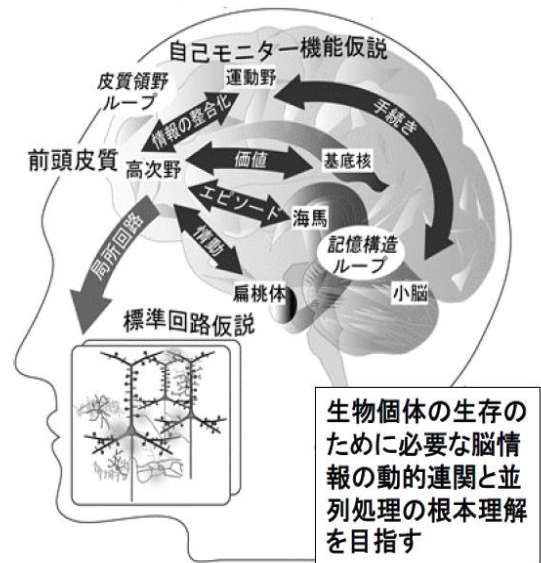 自己モニター機能仮説
皮質領野
ループ
運動野
情報の整合化
手続き
前頭皮質
高次野
価値
基底核
エピソード
海馬
記憶構造
ループ
情動
局所回路
扁桃体
小脳
標準回路仮説
生物個体の生存の
ために必要な脳情
報の動的連関と並
列処理の根本理解
を目指す